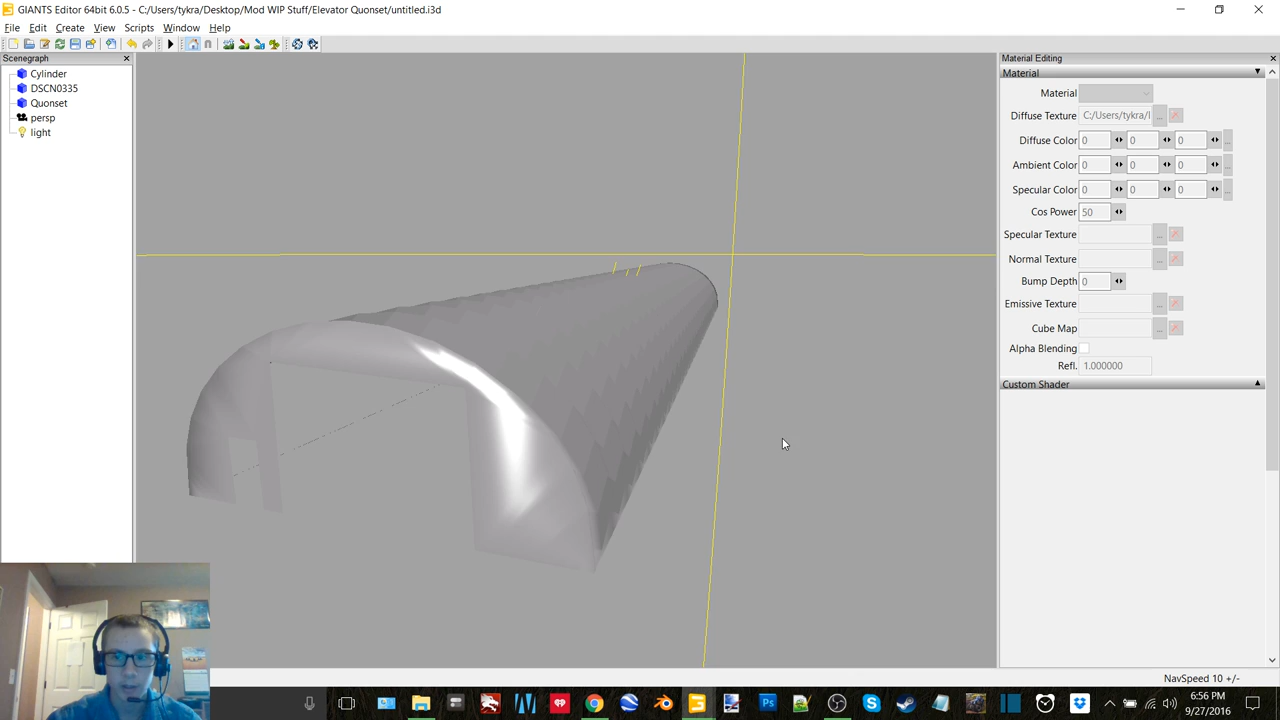 GIANTS Editor 64bit 6.0.5 - C:/Users/tykra/Desktop/Mod WIP Stuff/Elevator Quonset/untitled.i3d
File Edit Create View Scripts Window Help
Scenegraph
Cylinder
DSCN0335
Quonset
persp
light
Material Editing
Material
Material
Diffuse Texture C:/Users/tykra/I ...
Diffuse Color 0 0 0 ...
Ambient Color 0 0 0 ...
Specular Color 0 0 0 ...
Cos Power 50
Specular Texture ...
Normal Texture ...
Bump Depth 0
Emissive Texture ...
Cube Map ...
Alpha Blending
Refl. 1.000000
Custom Shader
NavSpeed 10 +/-
6:56 PM
9/27/2016